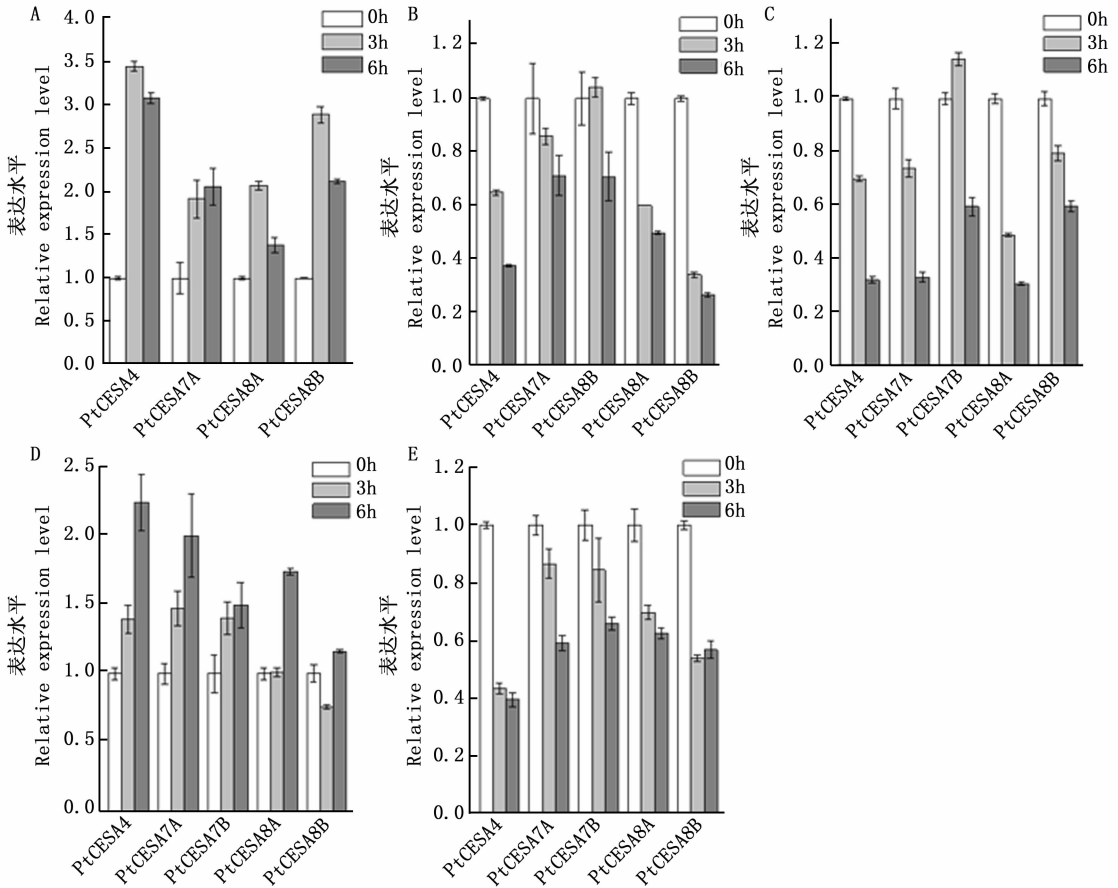 A
表达水平
Relative expression level
4.0
3.5
3.0
2.5
2.0
1.5
1.0
0.5
0.0
0h
3h
6h
PtCESA4
PtCESA7A
PtCESA8A
PtCESA8B
B
表达水平
Relative expression level
1.2
1.0
0.8
0.6
0.4
0.2
0.0
0h
3h
6h
PtCESA4
PtCESA7A
PtCESA8B
PtCESA8A
PtCESA8B
C
表达水平
Relative expression level
1.2
1.0
0.8
0.6
0.4
0.2
0.0
0h
3h
6h
PtCESA4
PtCESA7A
PtCESA7B
PtCESA8A
PtCESA8B
D
表达水平
Relative expression level
2.5
2.0
1.5
1.0
0.5
0.0
0h
3h
6h
PtCESA4
PtCESA7A
PtCESA7B
PtCESA8A
PtCESA8B
E
表达水平
Relative expression level
1.2
1.0
0.8
0.6
0.4
0.2
0.0
0h
3h
6h
PtCESA4
PtCESA7A
PtCESA7B
PtCESA8A
PtCESA8B